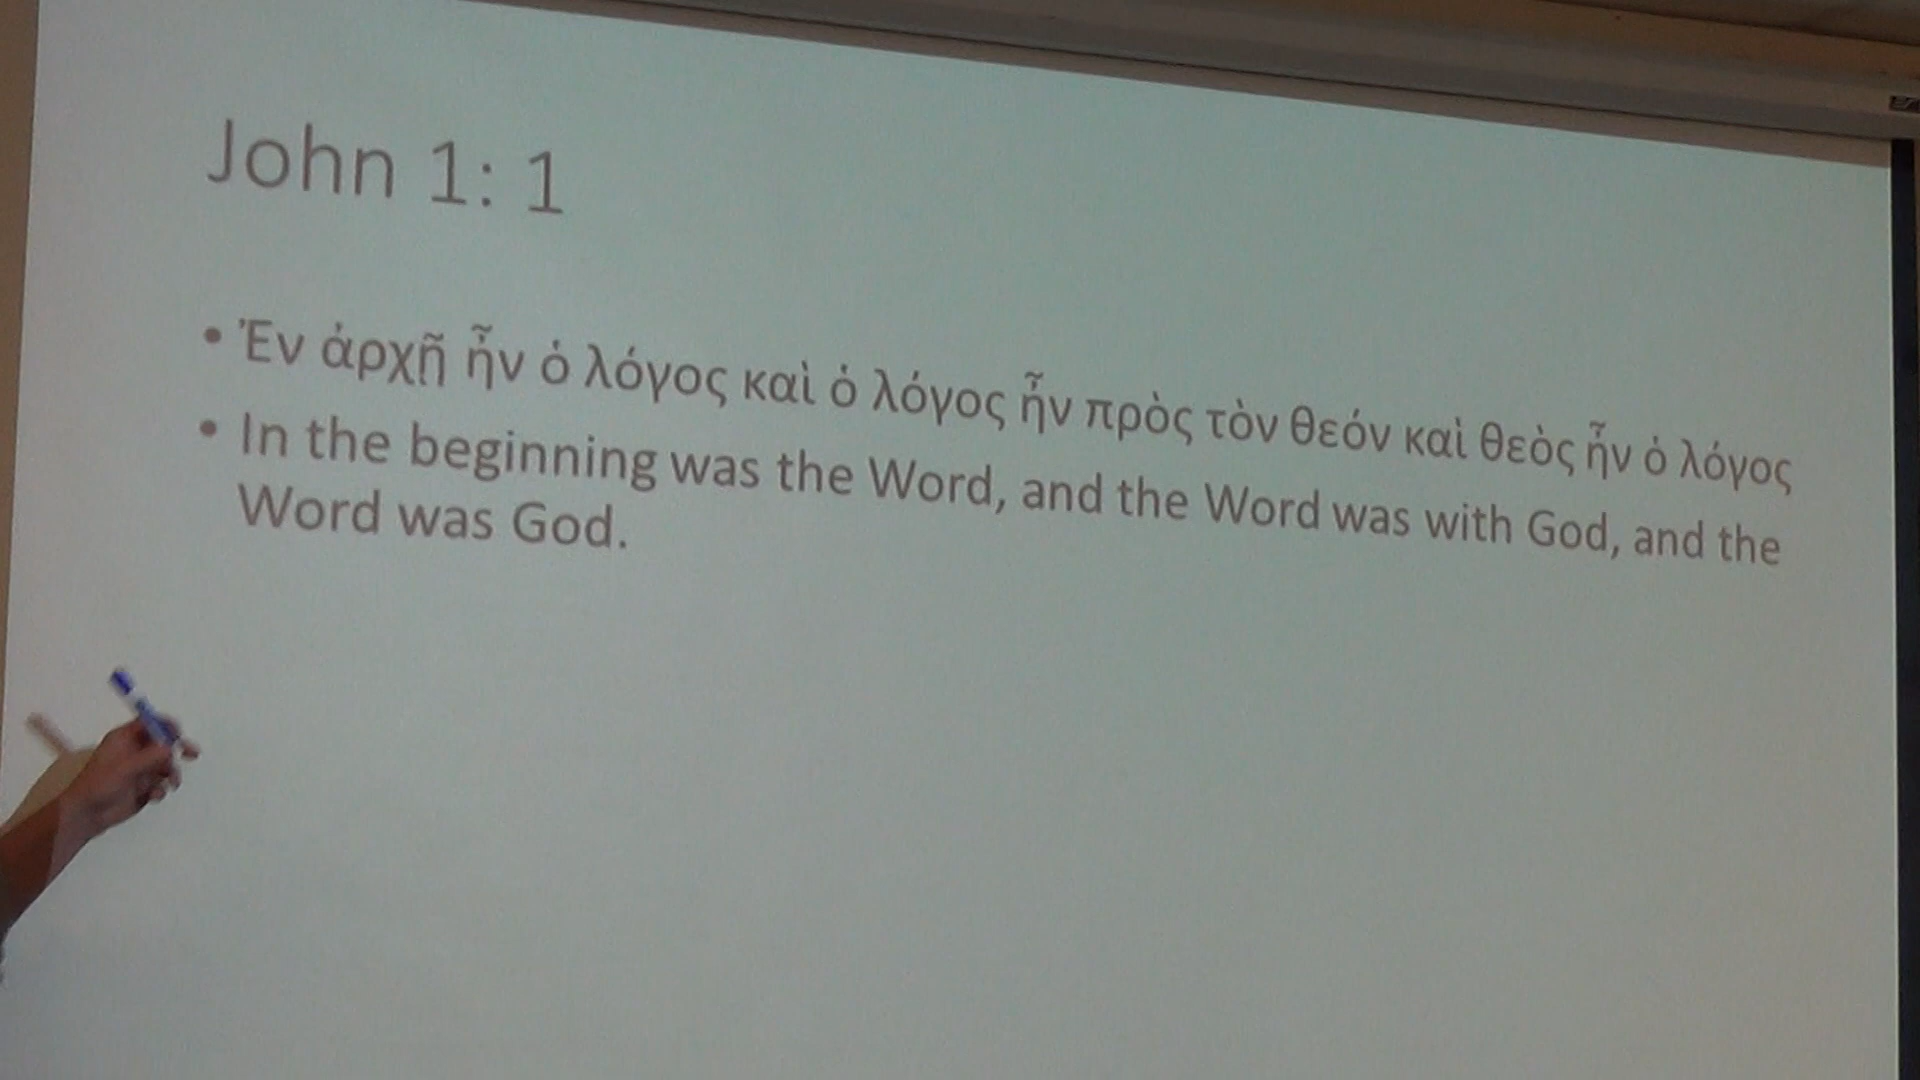 John 1: 1
• Ἐν ἀρχῇ ἦν ὁ λόγος καὶ ὁ λόγος ἦν πρὸς τὸν θεόν καὶ θεὸς ἦν ὁ λόγος
• In the beginning was the Word, and the Word was with God, and the
Word was God.